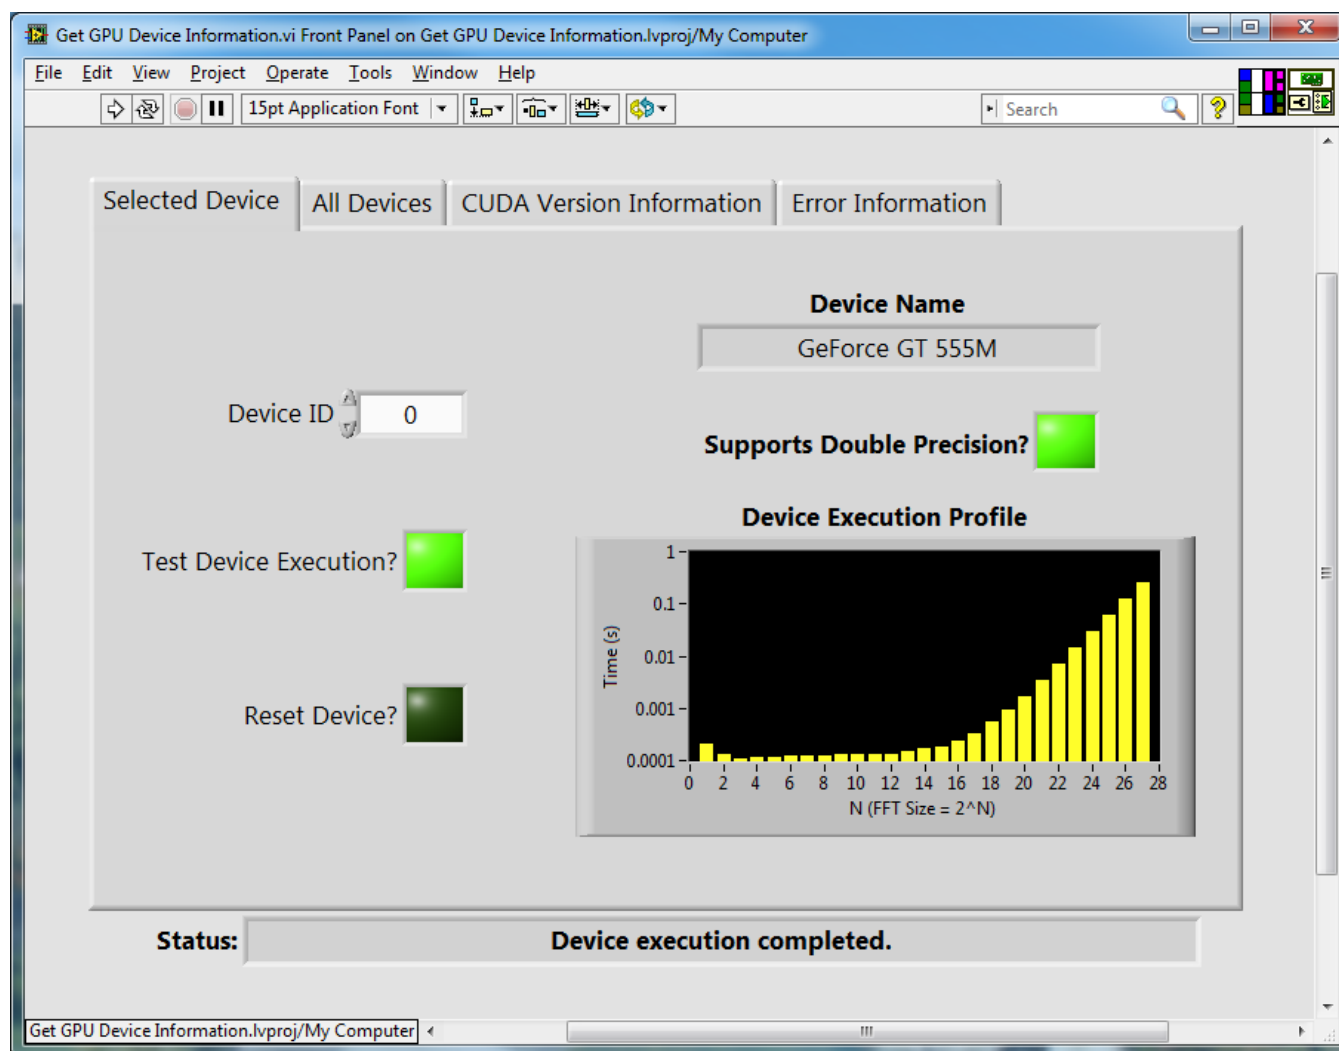 Get GPU Device Information.vi Front Panel on Get GPU Device Information.lvproj/My Computer
File Edit View Project Operate Tools Window Help
15pt Application Font Search
Selected Device All Devices CUDA Version Information Error Information
Device Name
GeForce GT 555M
Device ID 0
Supports Double Precision?
Device Execution Profile
Test Device Execution?
Reset Device?
1
0.1
0.01
0.001
0.0001
Time (s)
0 2 4 6 8 10 12 14 16 18 20 22 24 26 28
N (FFT Size = 2^N)
Status: Device execution completed.
Get GPU Device Information.lvproj/My Computer